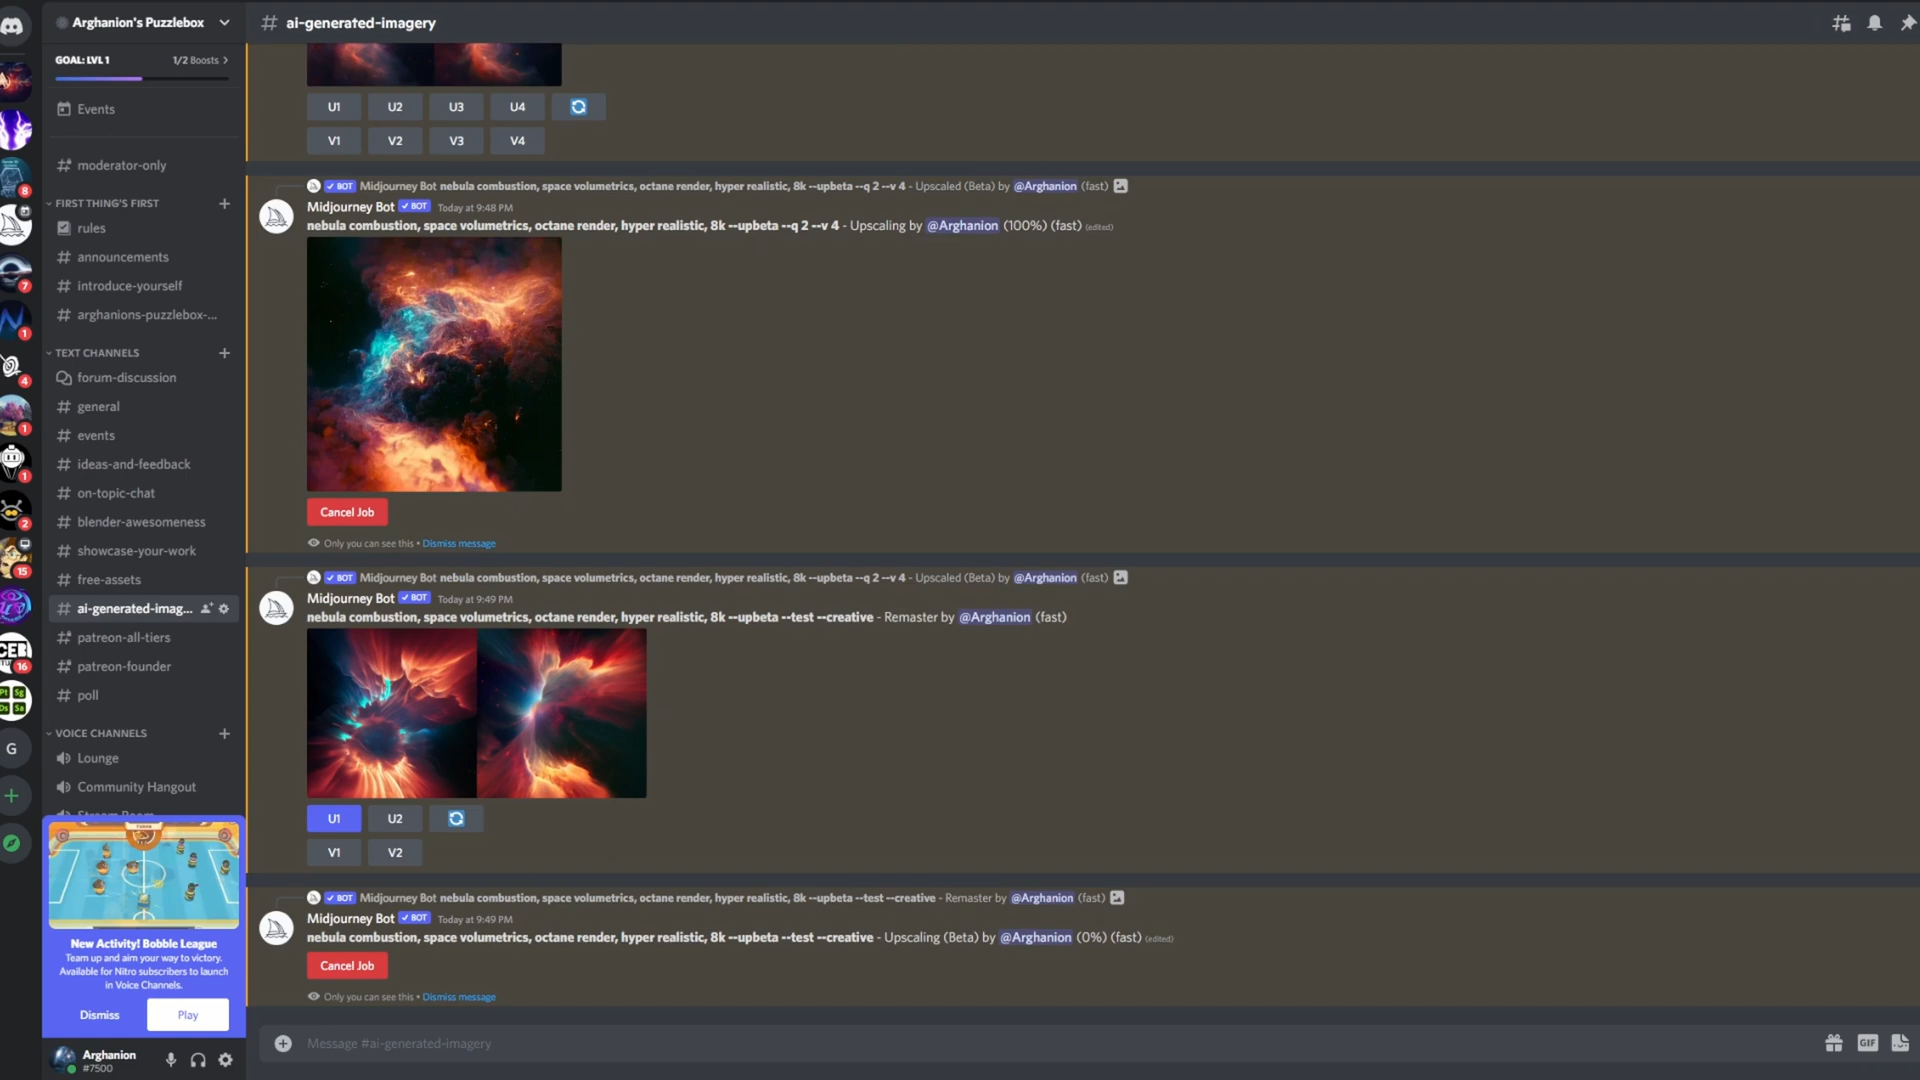 Arghanion's Puzzlebox
GOAL: LVL 1
1/2 Boosts
Events
moderator-only
FIRST THING'S FIRST
rules
announcements
introduce-yourself
arghanions-puzzlebox-...
TEXT CHANNELS
forum-discussion
general
events
ideas-and-feedback
on-topic-chat
blender-awesomeness
showcase-your-work
free-assets
ai-generated-imag...
patreon-all-tiers
patreon-founder
poll
VOICE CHANNELS
Lounge
Community Hangout
Stream Room
New Activity! Bobble League
Team up and aim your way to victory.
Available for Nitro subscribers to launch
in Voice Channels.
Dismiss
Play
Arghanion
#7500
8
7
1
4
1
1
2
15
16
G
# ai-generated-imagery
U1 U2 U3 U4
V1 V2 V3 V4
BOT Midjourney Bot nebula combustion, space volumetrics, octane render, hyper realistic, 8k --upbeta --q 2 --v 4 - Upscaled (Beta) by @Arghanion (fast)
Midjourney Bot BOT Today at 9:48 PM
nebula combustion, space volumetrics, octane render, hyper realistic, 8k --upbeta --q 2 --v 4 - Upscaling by @Arghanion (100%) (fast) (edited)
Cancel Job
Only you can see this • Dismiss message
BOT Midjourney Bot nebula combustion, space volumetrics, octane render, hyper realistic, 8k --upbeta --q 2 --v 4 - Upscaled (Beta) by @Arghanion (fast)
Midjourney Bot BOT Today at 9:49 PM
nebula combustion, space volumetrics, octane render, hyper realistic, 8k --upbeta --test --creative - Remaster by @Arghanion (fast)
U1 U2
V1 V2
BOT Midjourney Bot nebula combustion, space volumetrics, octane render, hyper realistic, 8k --upbeta --test --creative - Remaster by @Arghanion (fast)
Midjourney Bot BOT Today at 9:49 PM
nebula combustion, space volumetrics, octane render, hyper realistic, 8k --upbeta --test --creative - Upscaling (Beta) by @Arghanion (0%) (fast) (edited)
Cancel Job
Only you can see this • Dismiss message
Message #ai-generated-imagery
GIF